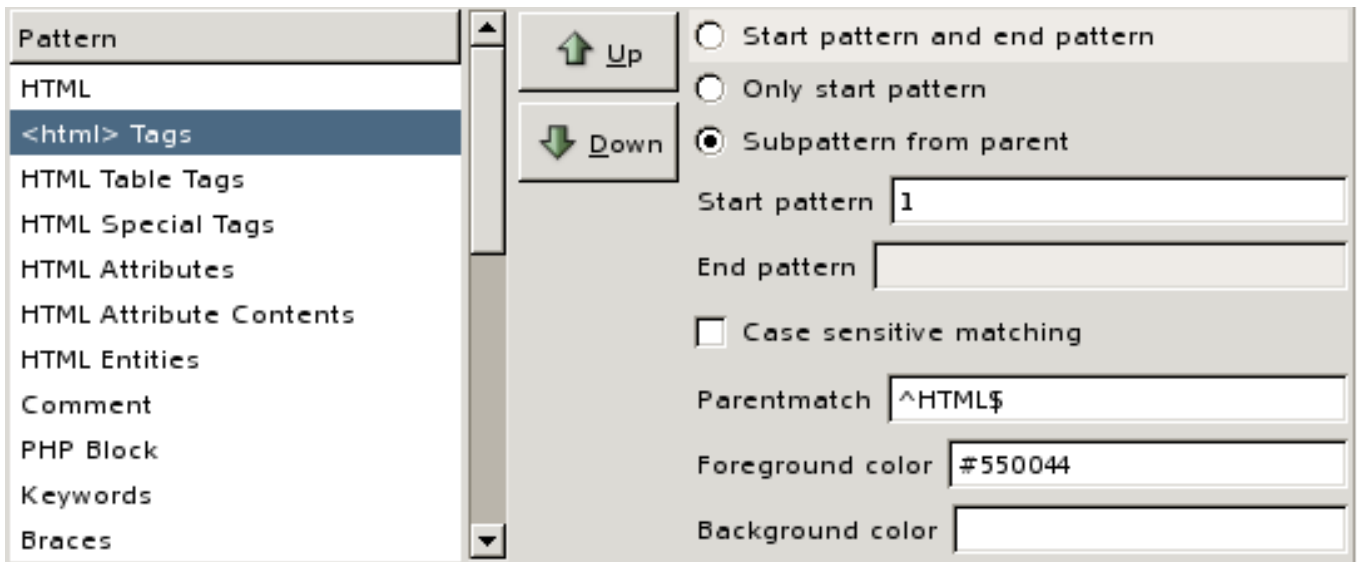 Pattern
HTML
<html> Tags
HTML Table Tags
HTML Special Tags
HTML Attributes
HTML Attribute Contents
HTML Entities
Comment
PHP Block
Keywords
Braces
Up
Down
Start pattern and end pattern
Only start pattern
Subpattern from parent
Start pattern 1
End pattern
Case sensitive matching
Parentmatch ^HTML$
Foreground color #550044
Background color